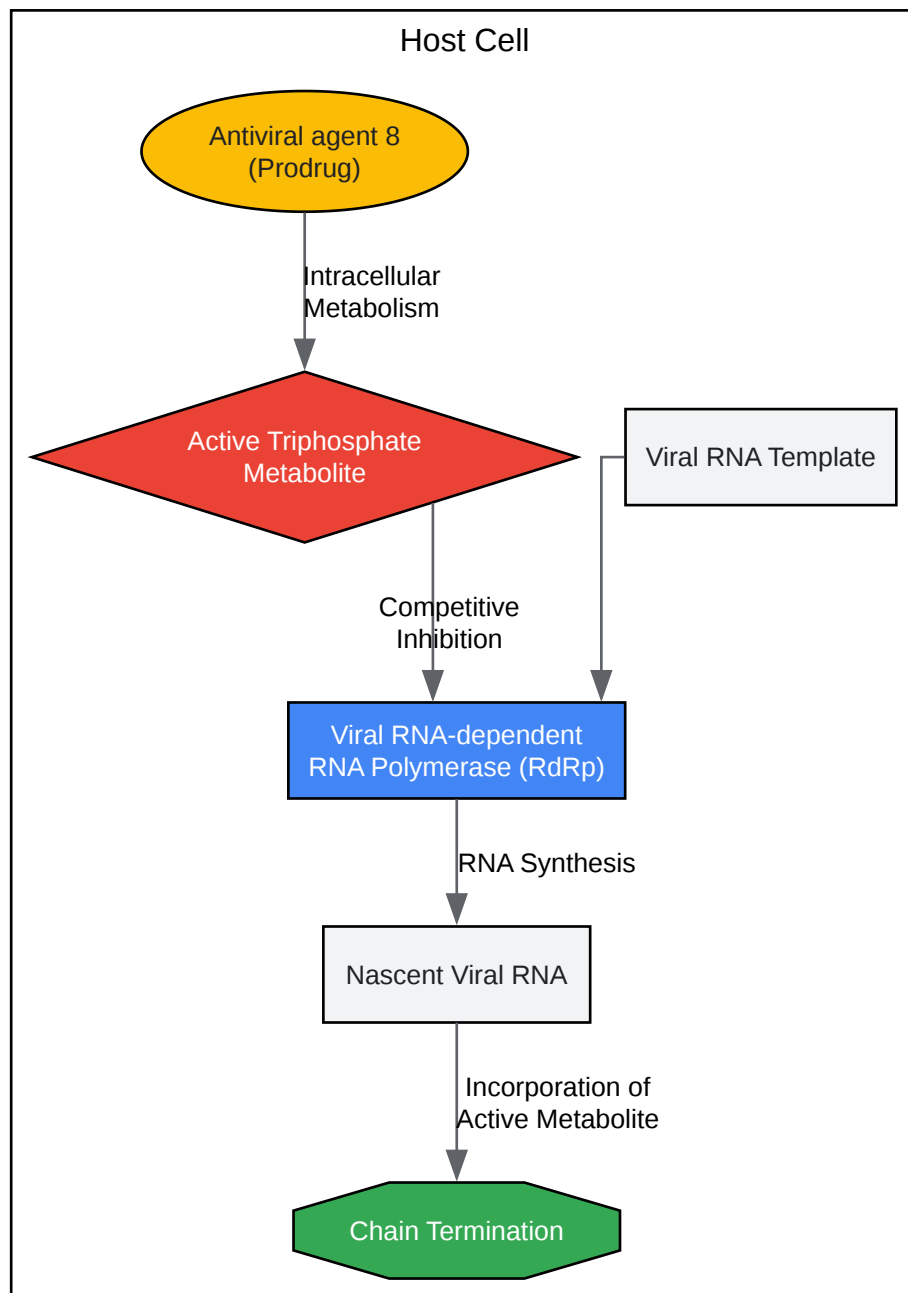 Host Cell
Antiviral agent 8
(Prodrug)
Intracellular
Metabolism
Active Triphosphate
Metabolite
Viral RNA Template
Competitive
Inhibition
Viral RNA-dependent
RNA Polymerase (RdRp)
RNA Synthesis
Nascent Viral RNA
Incorporation of
Active Metabolite
Chain Termination